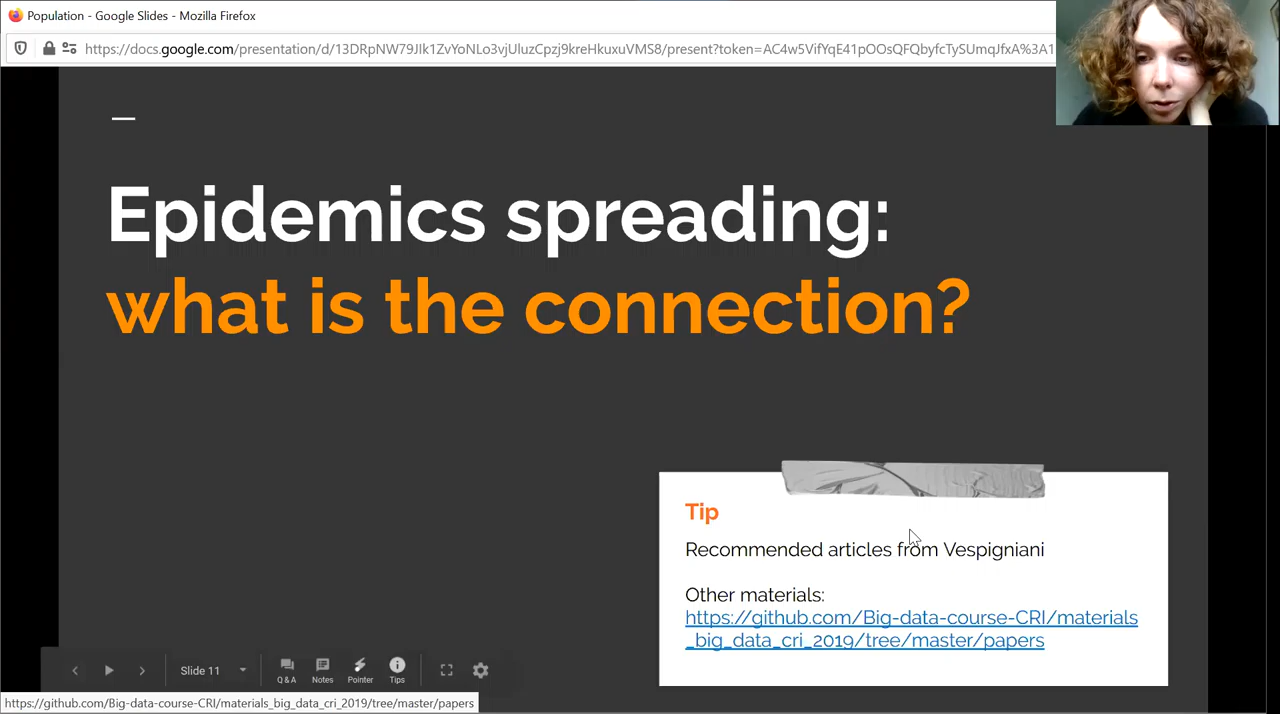 Population - Google Slides - Mozilla Firefox
https://docs.google.com/presentation/d/13DRpNW79JIk1ZvYoNLo3vjUluzCpzj9kreHkuxuVMS8/present?token=AC4w5VifYqE41pOOsQFQbyfcTySUmqJfxA%3A1
Epidemics spreading:
what is the connection?
Tip
Recommended articles from Vespigniani
Other materials:
https://github.com/Big-data-course-CRI/materials
_big_data_cri_2019/tree/master/papers
Slide 11
Q & A
Notes
Pointer
Tips
https://github.com/Big-data-course-CRI/materials_big_data_cri_2019/tree/master/papers